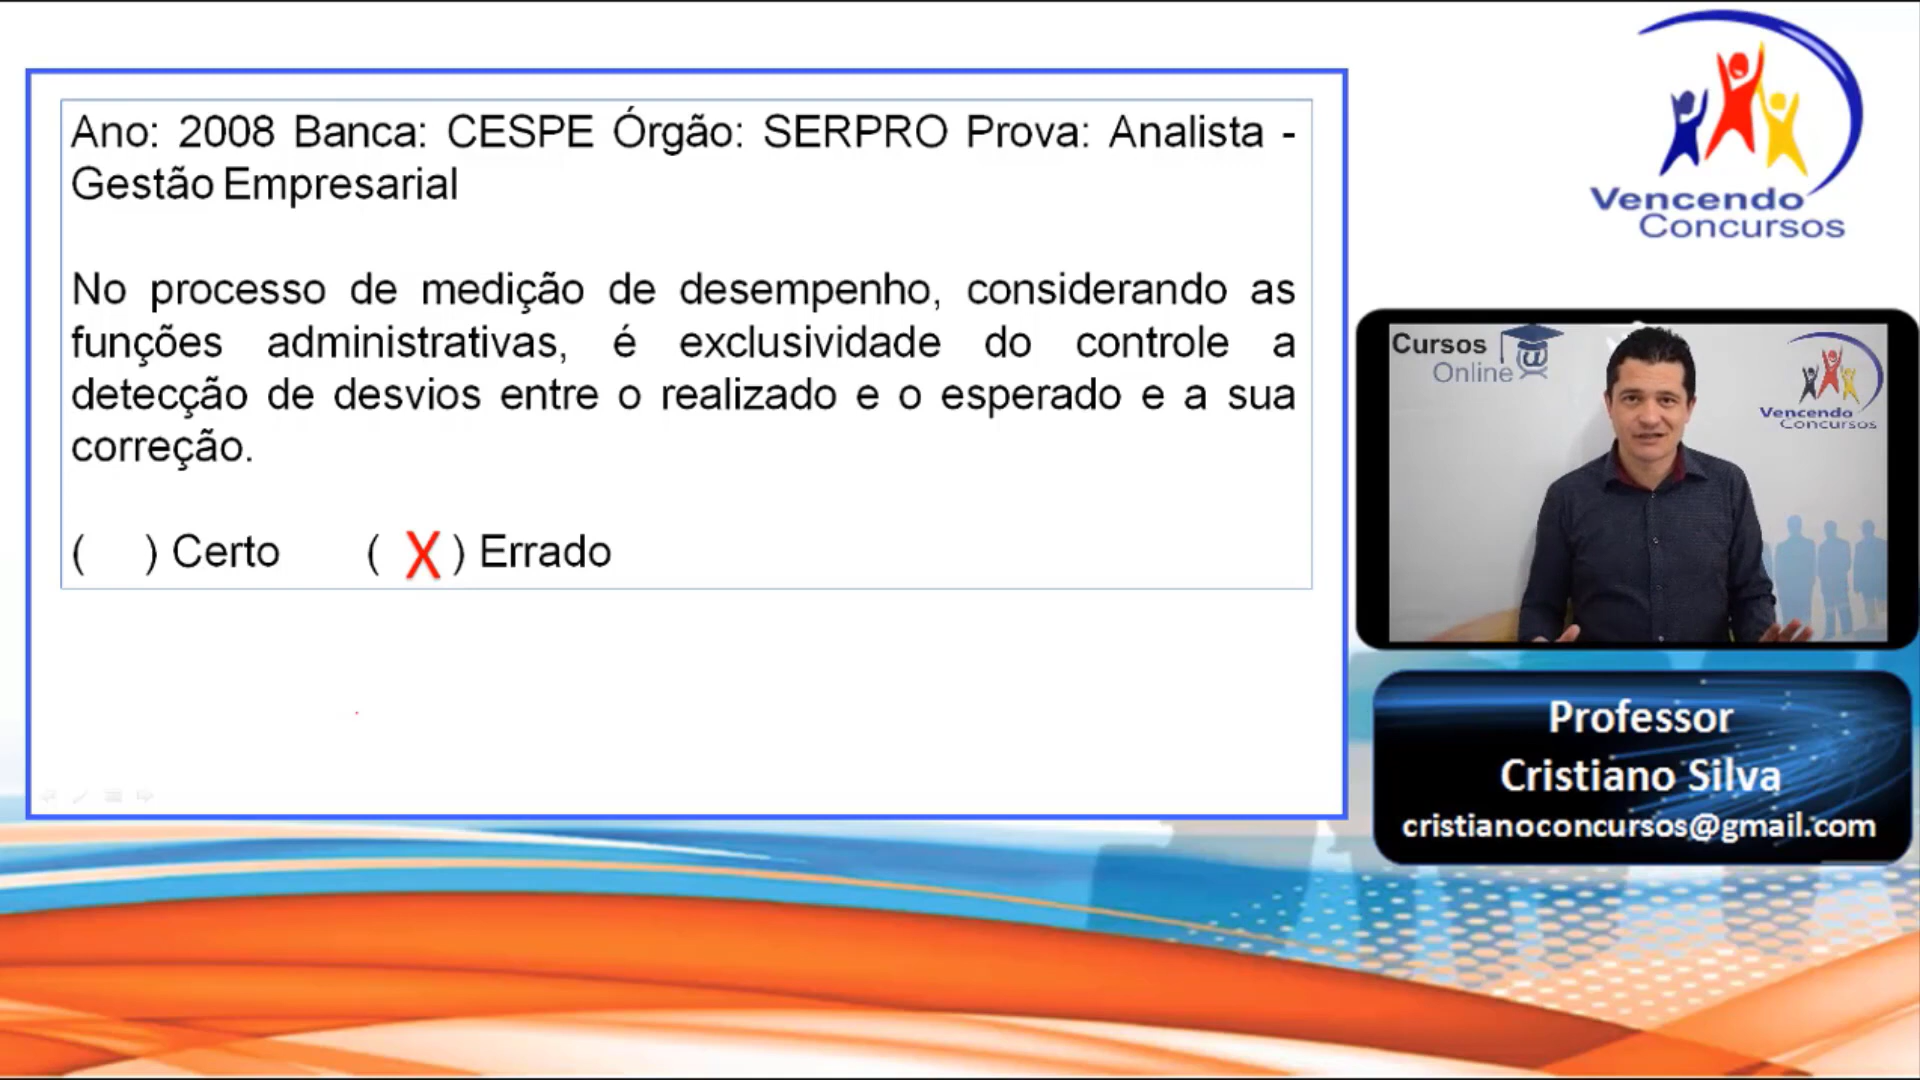 Ano: 2008 Banca: CESPE Órgão: SERPRO Prova: Analista -
Gestão Empresarial
No processo de medição de desempenho, considerando as
funções administrativas, é exclusividade do controle a
detecção de desvios entre o realizado e o esperado e a sua
correção.
( ) Certo ( X ) Errado
Vencendo
Concursos
Cursos
Online
Vencendo
Concursos
Professor
Cristiano Silva
cristianoconcursos@gmail.com